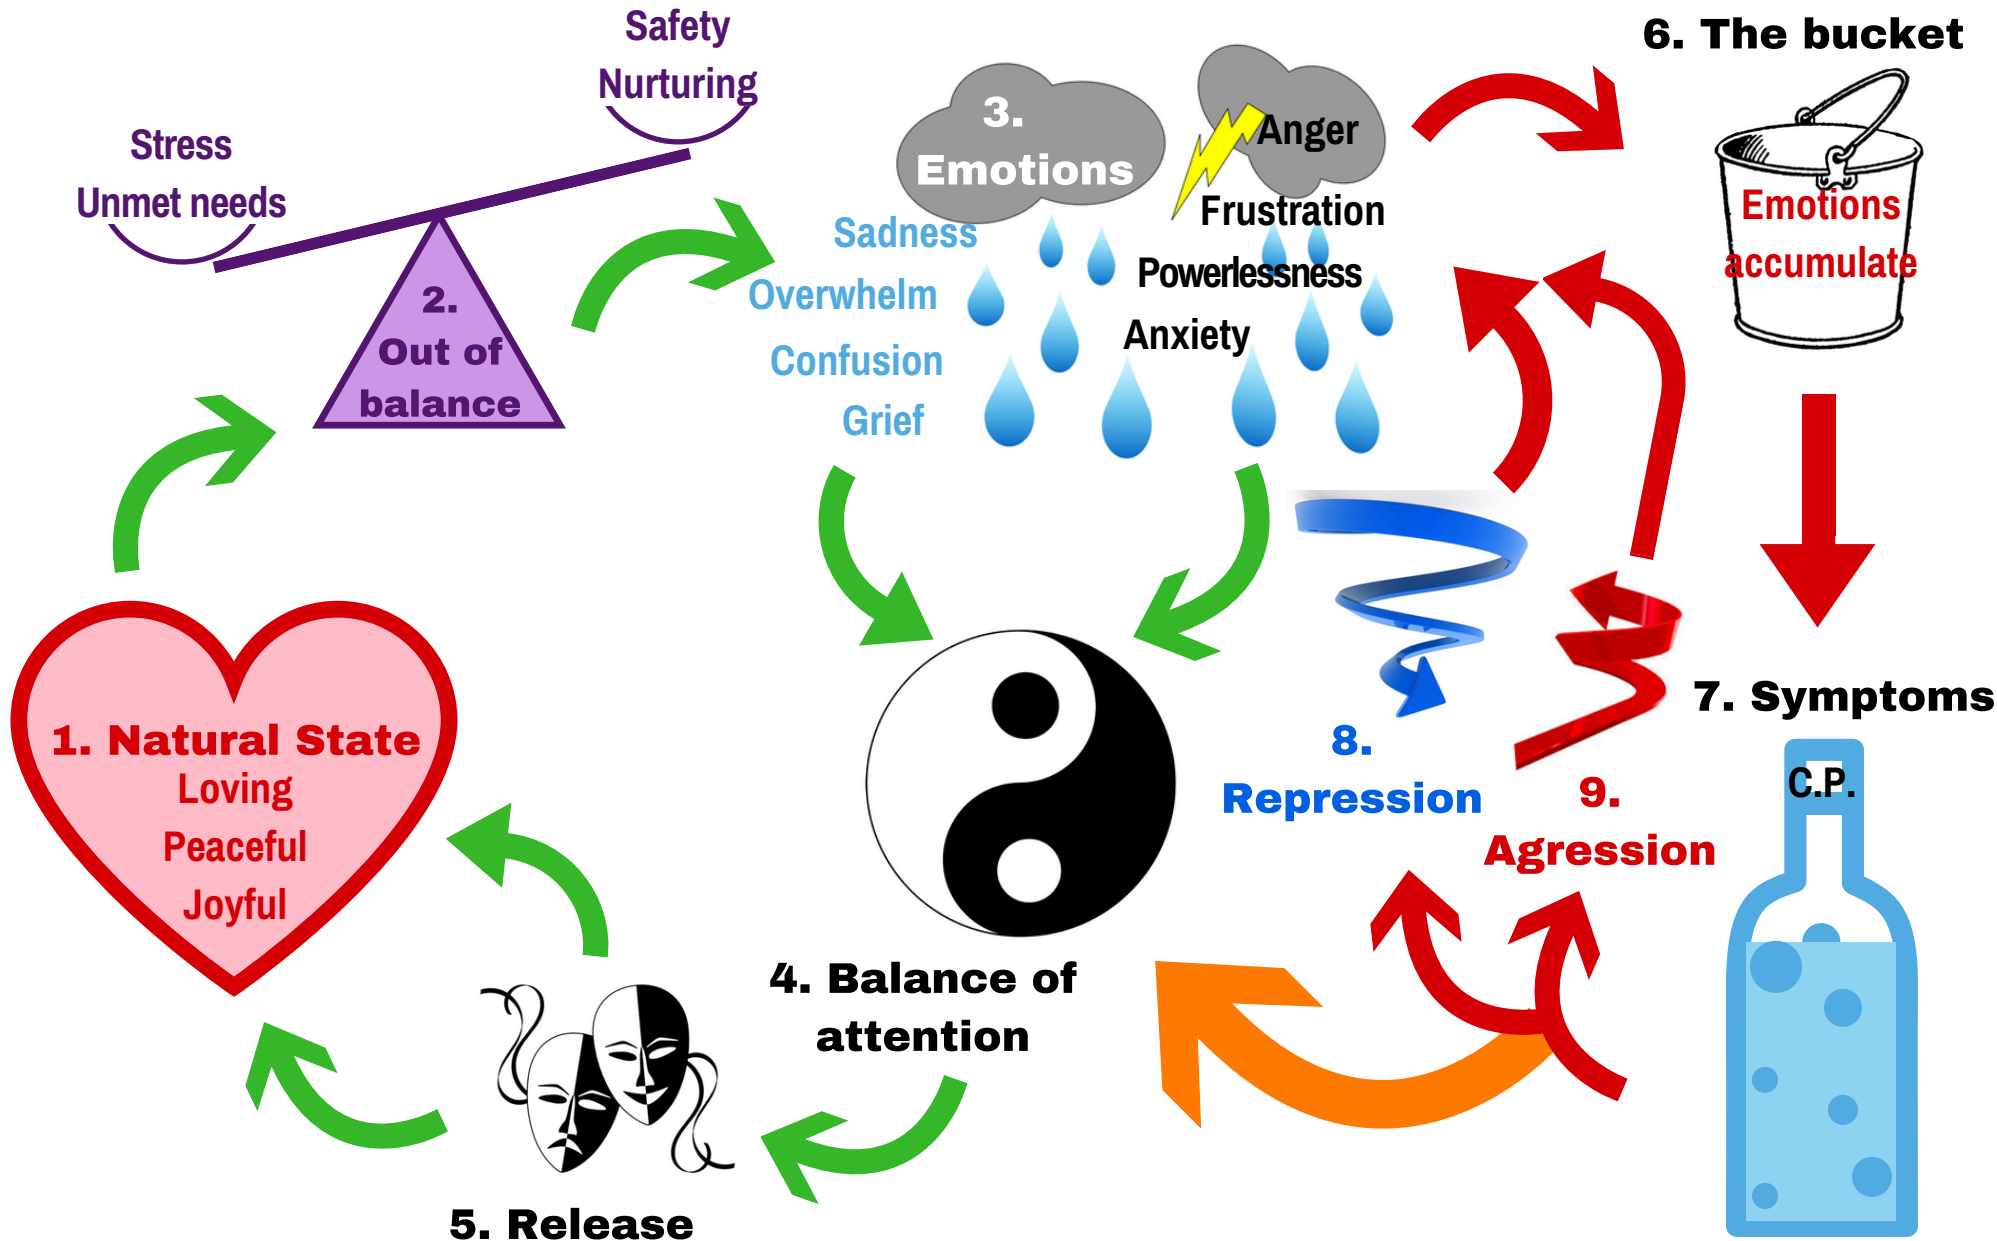 Safety
Nurturing
Stress
Unmet needs
2.
Out of
balance
3.
Emotions
Anger
Sadness
Overwhelm
Confusion
Grief
Frustration
Powerlessness
Anxiety
6. The bucket
Emotions
accumulate
1. Natural State
Loving
Peaceful
Joyful
4. Balance of
attention
5. Release
8.
Repression
9.
Agression
7. Symptoms
C.P.